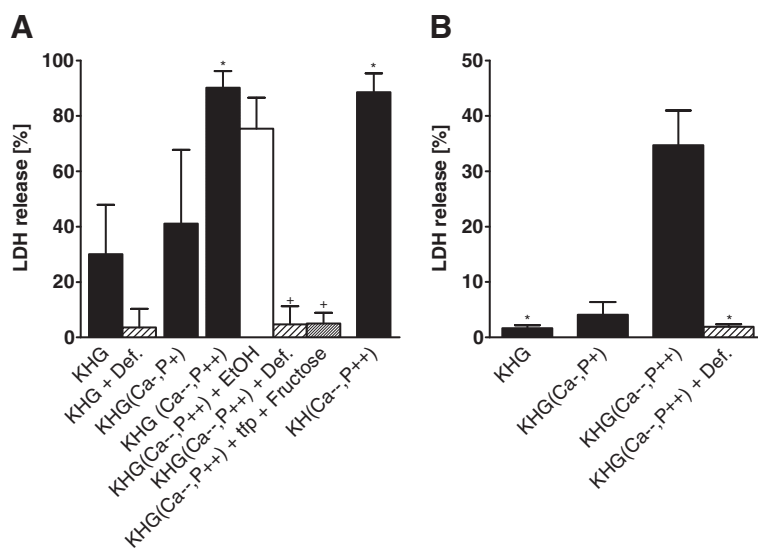 A
LDH release [%]
100
80
60
40
20
0
*
+
+
*
KHG
KHG + Def.
KHG(Ca-,P+)
KHG (Ca--,P++)
KHG(Ca--,P++) + EtOH
KHG(Ca--,P++) + Def.
KHG(Ca--,P++) + tfp + Fructose
KH(Ca--,P++)
B
LDH release [%]
50
40
30
20
10
0
*
*
KHG
KHG(Ca-,P+)
KHG(Ca--,P++)
KHG(Ca--,P++) + Def.